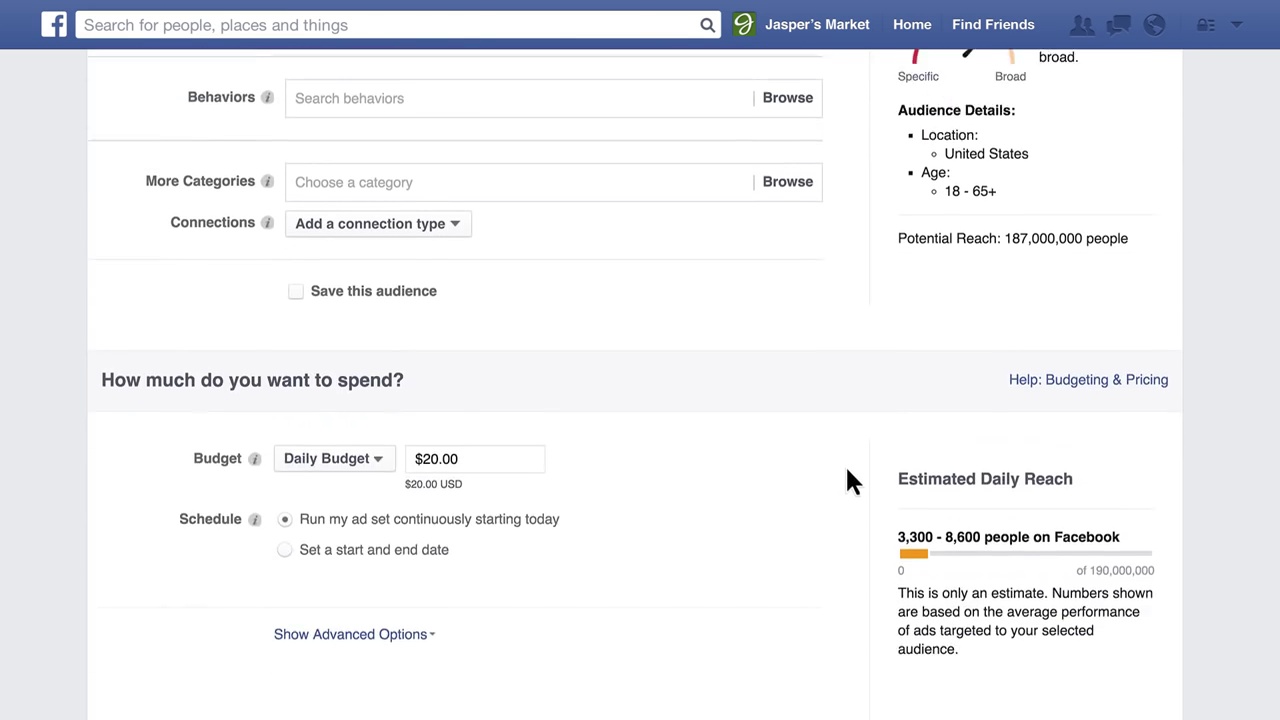 f Search for people, places and things Jasper's Market Home Find Friends
broad.
Specific Broad
Behaviors i Search behaviors Browse
Audience Details:
Location:
United States
Age:
18 - 65+
More Categories i Choose a category Browse
Connections i Add a connection type
Potential Reach: 187,000,000 people
Save this audience
How much do you want to spend? Help: Budgeting & Pricing
Budget i Daily Budget $20.00
$20.00 USD
Schedule i Run my ad set continuously starting today
Set a start and end date
Show Advanced Options
Estimated Daily Reach
3,300 - 8,600 people on Facebook
0 of 190,000,000
This is only an estimate. Numbers shown
are based on the average performance
of ads targeted to your selected
audience.